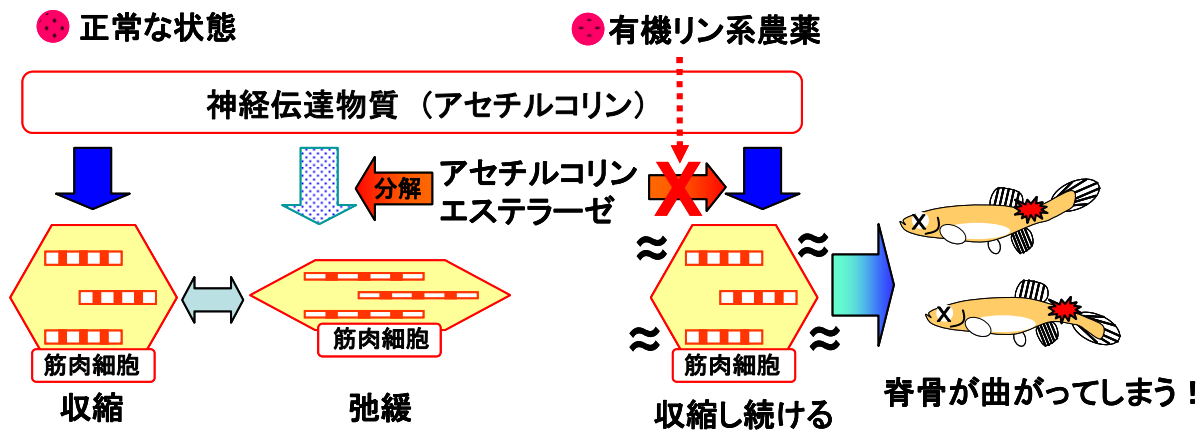 正常な状態
有機リン系農薬
神経伝達物質（アセチルコリン）
分解
アセチルコリン
エステラーゼ
X
筋肉細胞
収縮
筋肉細胞
弛緩
≈
≈
≈
≈
筋肉細胞
収縮し続ける
X
X
脊骨が曲がってしまう！